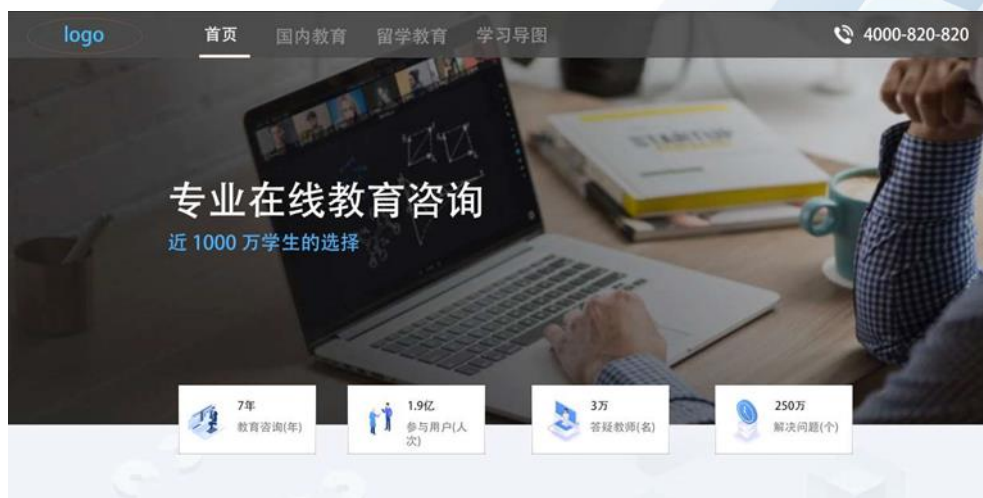 logo 首页 国内教育 留学教育 学习导图 4000-820-820
STARTUP
专业在线教育咨询
近 1000 万学生的选择
7年
教育咨询(年)
1.9亿
参与用户(人
次)
3万
答疑教师(名)
250万
解决问题(个)